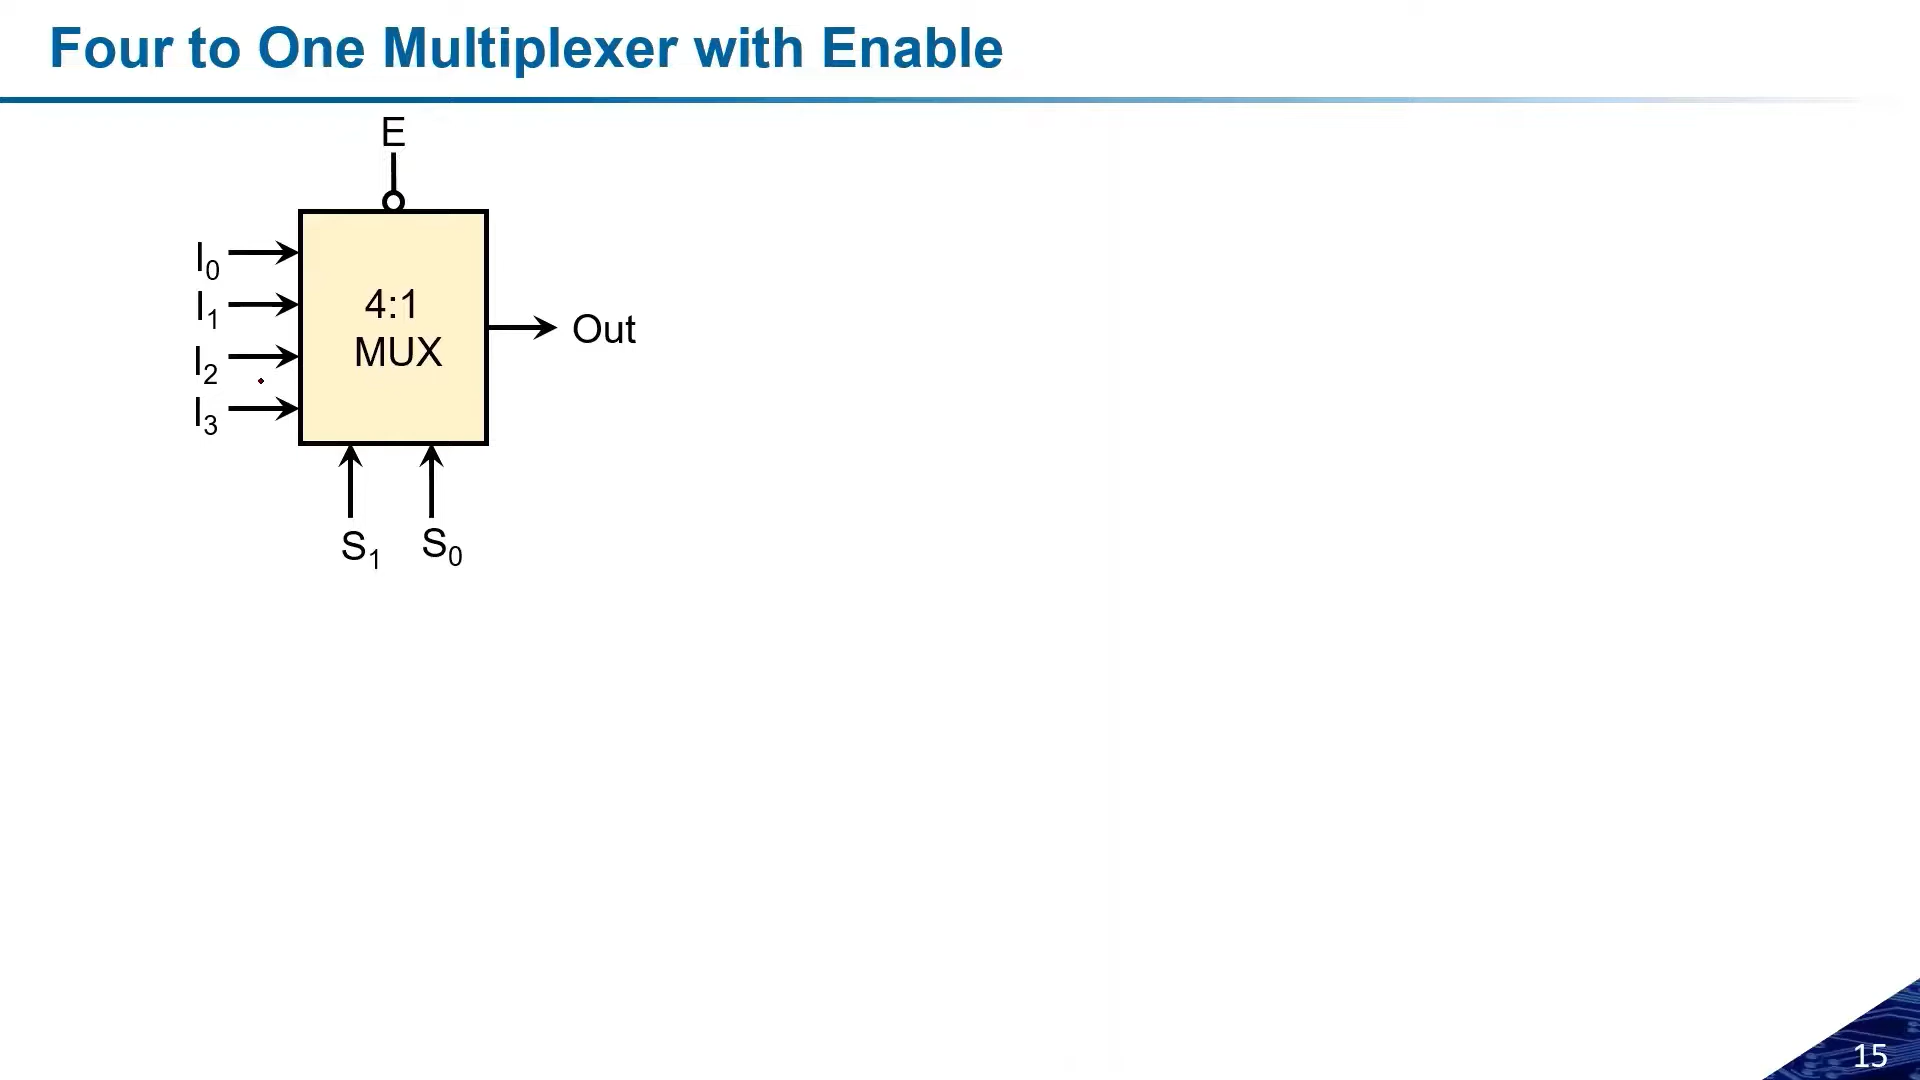 Four to One Multiplexer with Enable
E
I0
I1
I2
I3
4:1
MUX
Out
S1 S0
15